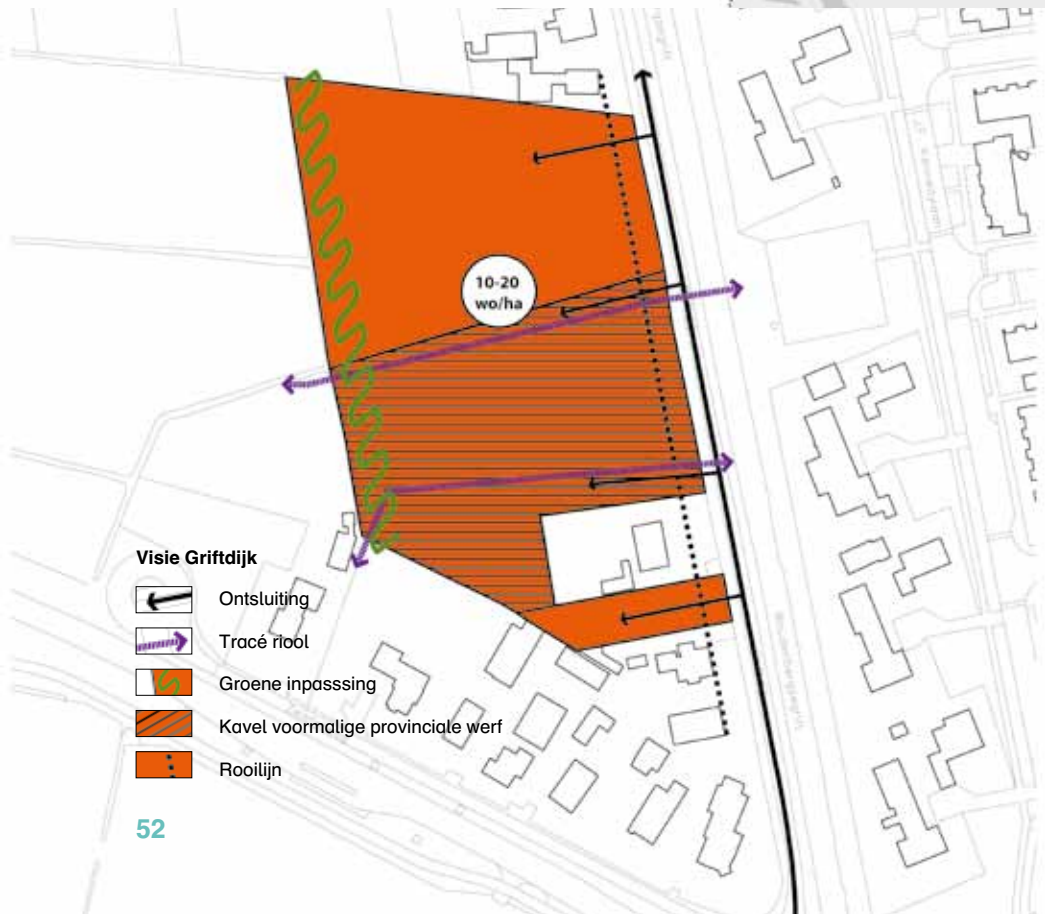 10-20
wo/ha
Visie Griftdijk
Ontsluiting
Tracé riool
Groene inpasssing
Kavel voormalige provinciale werf
Rooilijn
52